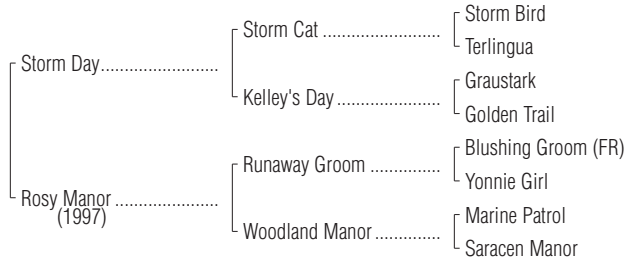 Storm Bird
Storm Cat ........................
Terlingua
Storm Day........................
Graustark
Kelley's Day.....................
Golden Trail
Blushing Groom (FR)
Runaway Groom ..............
Yonnie Girl
Rosy Manor .....................
(1997)
Marine Patrol
Woodland Manor.............
Saracen Manor